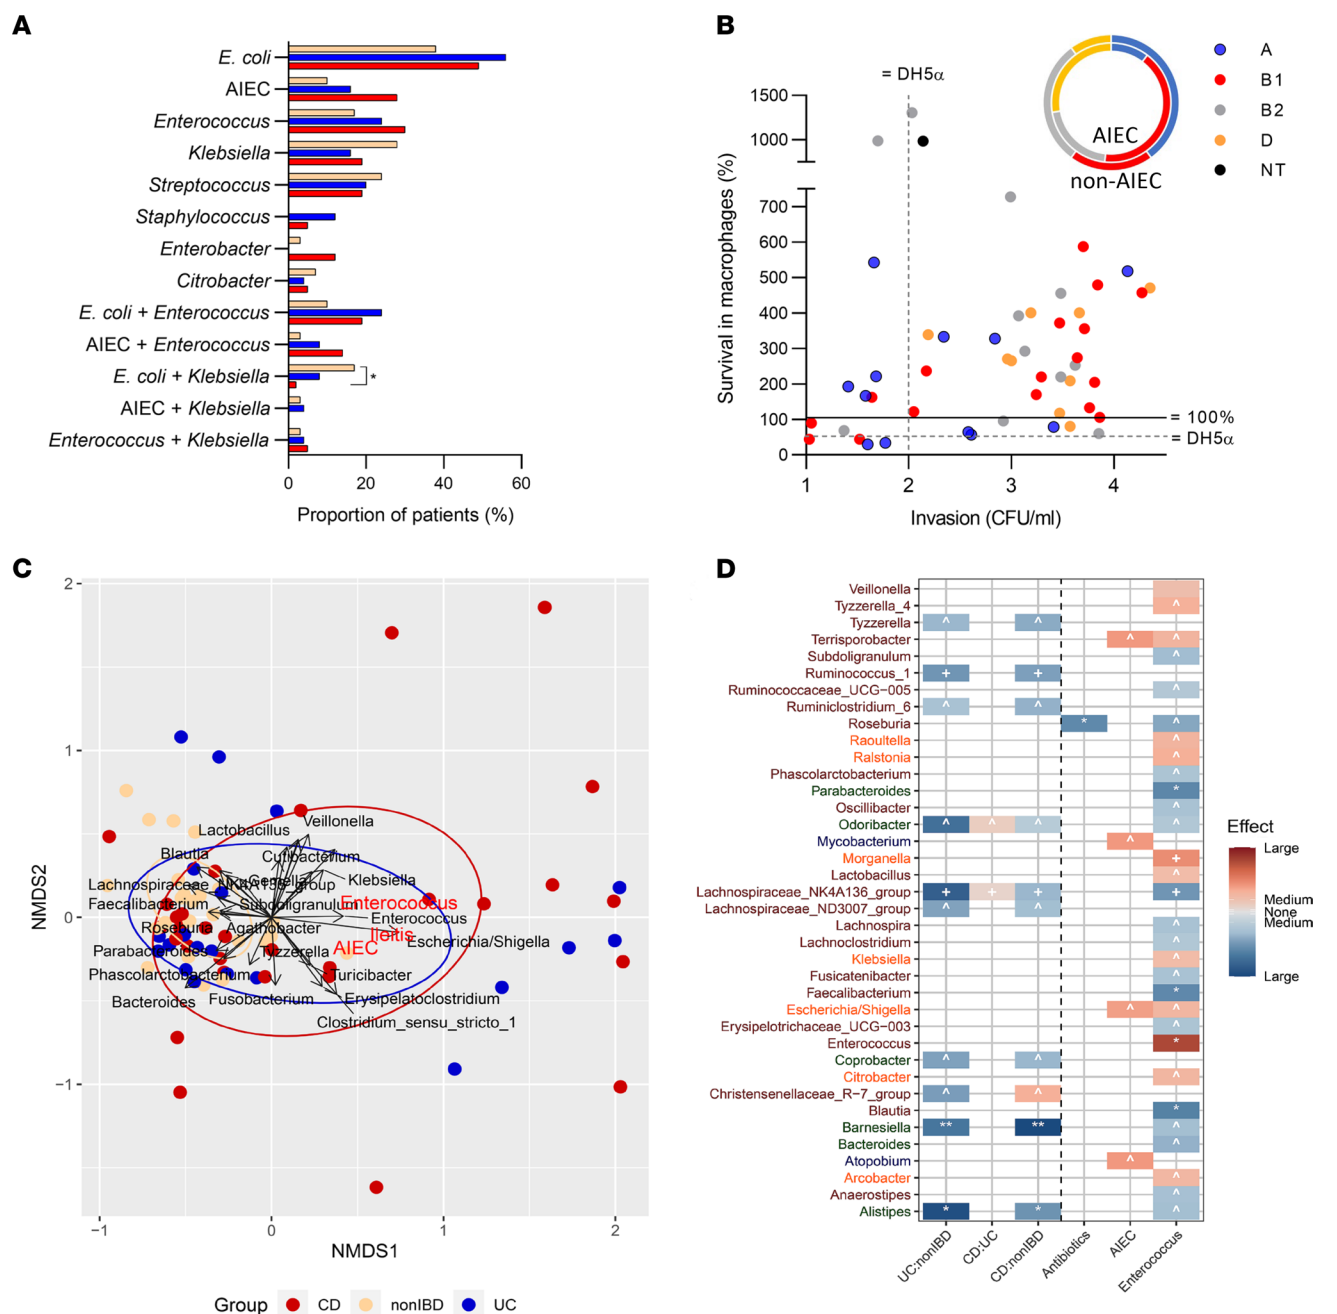 A
E. coli
AIEC
Enterococcus
Klebsiella
Streptococcus
Staphylococcus
Enterobacter
Citrobacter
E. coli + Enterococcus
AIEC + Enterococcus
E. coli + Klebsiella
*
AIEC + Klebsiella
Enterococcus + Klebsiella
0 20 40 60
Proportion of patients (%)
B
= DH5α
1500
1000
700
600
500
400
300
200
100
0
Survival in macrophages (%)
= 100%
= DH5α
1 2 3 4
Invasion (CFU/ml)
AIEC
non-AIEC
A
B1
B2
D
NT
C
2
1
0
−1
NMDS2
Lactobacillus
Veillonella
Blautia
Cutibacterium
Gemella
Klebsiella
Lachnospiraceae_NK4A136_group
Faecalibacterium
Subdoligranulum
Enterococcus
Enterococcus
Roseburia
Agathobacter
Ileitis
AIEC
Escherichia/Shigella
Parabacteroides
Tyzzerella
Phascolarctobacterium
Turicibacter
Bacteroides
Fusobacterium
Erysipelatoclostridium
Clostridium_sensu_stricto_1
−1 0 1 2
NMDS1
Group CD nonIBD UC
D
Veillonella
Tyzzerella_4 ^
Tyzzerella ^ ^
Terrisporobacter ^ ^
Subdoligranulum ^
Ruminococcus_1 + +
Ruminococcaceae_UCG−005 ^
Ruminiclostridium_6 ^ ^
Roseburia * ^
Raoultella ^
Ralstonia ^
Phascolarctobacterium ^
Parabacteroides *
Oscillibacter ^
Odoribacter ^ ^ ^ ^
Mycobacterium ^
Morganella +
Lactobacillus ^
Lachnospiraceae_NK4A136_group + + + +
Lachnospiraceae_ND3007_group ^ ^
Lachnospira ^
Lachnoclostridium ^
Klebsiella ^
Fusicatenibacter ^
Faecalibacterium *
Escherichia/Shigella ^ ^
Erysipelotrichaceae_UCG−003 ^
Enterococcus *
Coprobacter ^ ^
Citrobacter ^
Christensenellaceae_R−7_group ^ ^
Blautia *
Barnesiella ** ** ^
Bacteroides ^
Atopobium ^
Arcobacter ^
Anaerostipes ^
Alistipes * * ^
UC:nonIBD
CD:UC
CD:nonIBD
Antibiotics
AIEC
Enterococcus
Effect
Large
Medium
None
Medium
Large